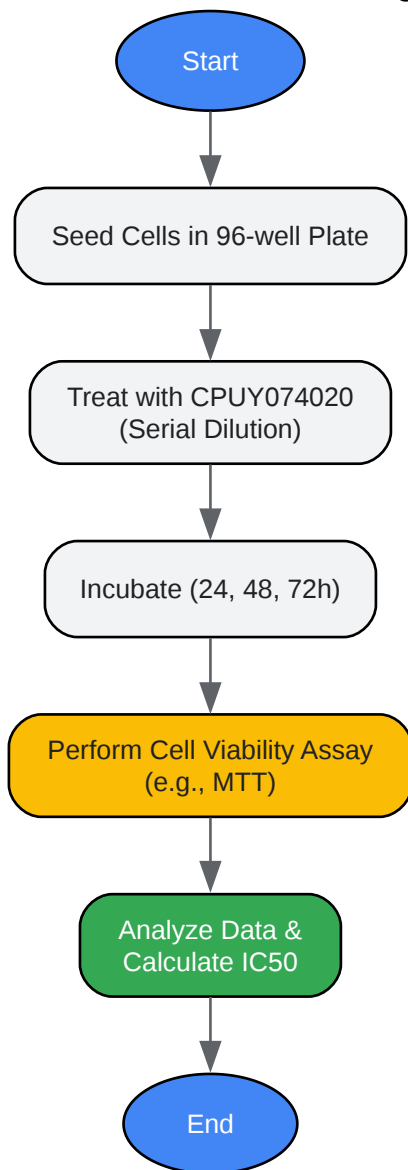 Start
Seed Cells in 96-well Plate
Treat with CPUY074020
(Serial Dilution)
Incubate (24, 48, 72h)
Perform Cell Viability Assay
(e.g., MTT)
Analyze Data &
Calculate IC50
End